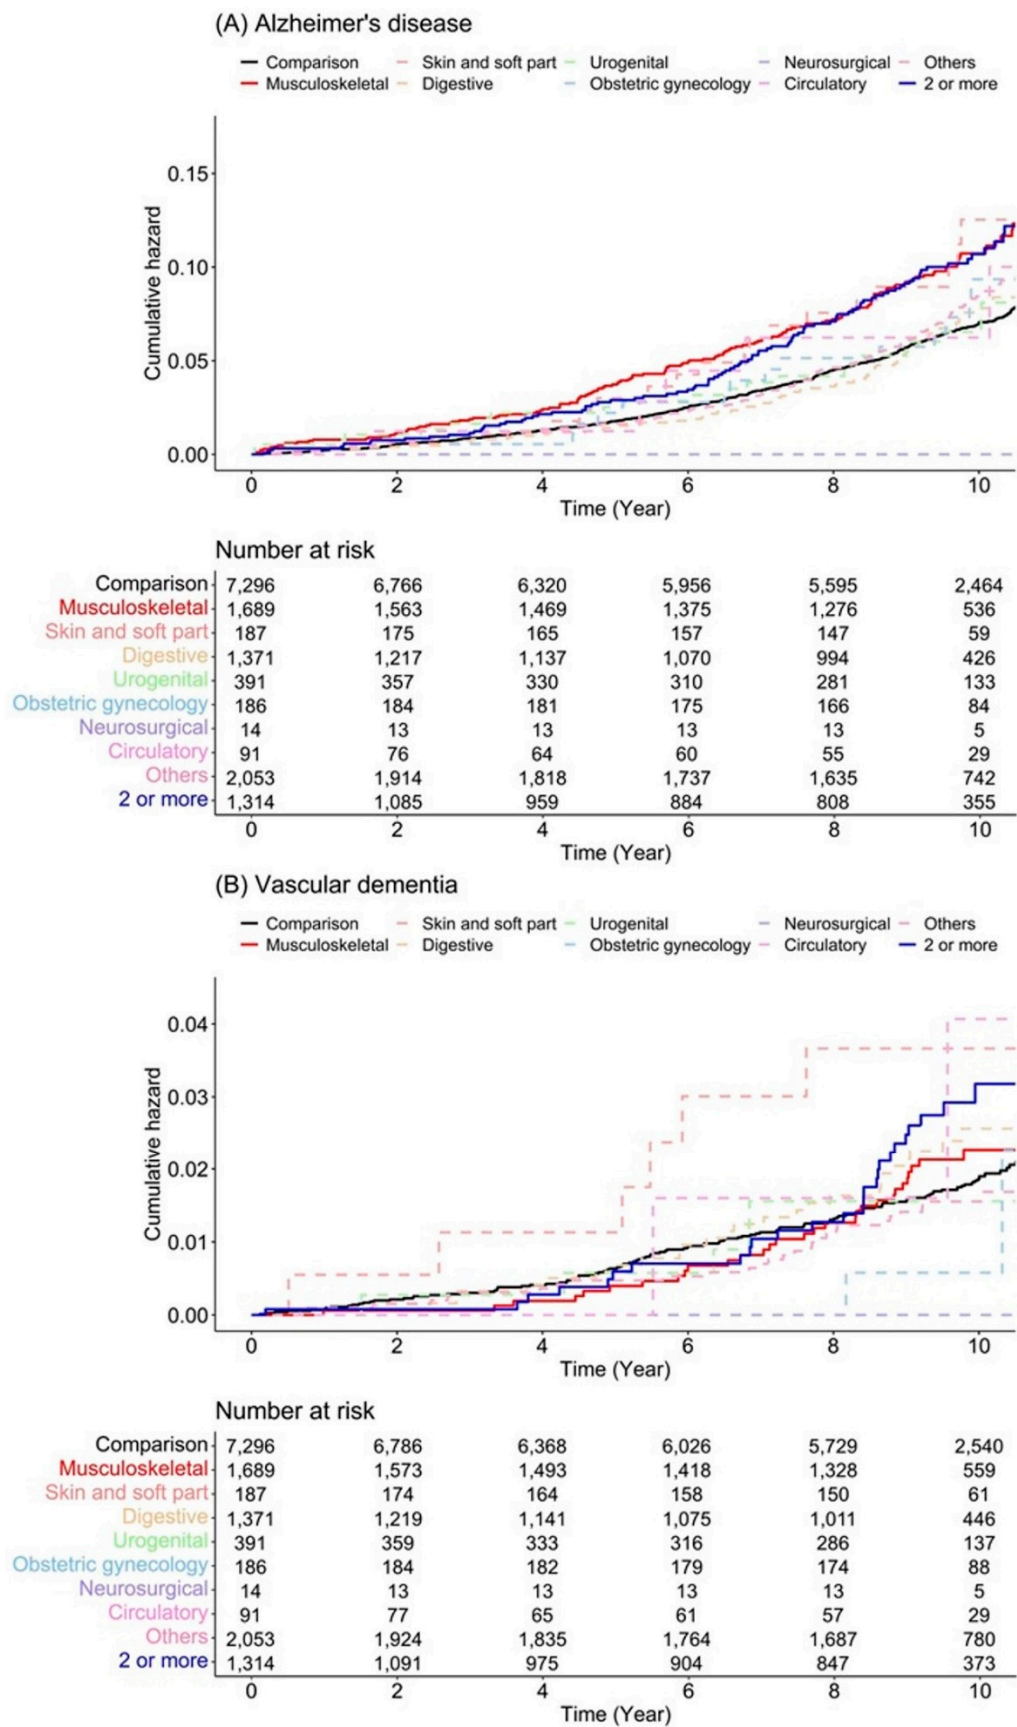 (A) Alzheimer's disease
Comparison Skin and soft part Urogenital Neurosurgical Others
Musculoskeletal Digestive Obstetric gynecology Circulatory 2 or more
0.15
0.10
0.05
0.00
Cumulative hazard
0 2 4 6 8 10
Time (Year)
Number at risk
Comparison 7,296 6,766 6,320 5,956 5,595 2,464
Musculoskeletal 1,689 1,563 1,469 1,375 1,276 536
Skin and soft part 187 175 165 157 147 59
Digestive 1,371 1,217 1,137 1,070 994 426
Urogenital 391 357 330 310 281 133
Obstetric gynecology 186 184 181 175 166 84
Neurosurgical 14 13 13 13 13 5
Circulatory 91 76 64 60 55 29
Others 2,053 1,914 1,818 1,737 1,635 742
2 or more 1,314 1,085 959 884 808 355
0 2 4 6 8 10
Time (Year)
(B) Vascular dementia
Comparison Skin and soft part Urogenital Neurosurgical Others
Musculoskeletal Digestive Obstetric gynecology Circulatory 2 or more
0.04
0.03
0.02
0.01
0.00
Cumulative hazard
0 2 4 6 8 10
Time (Year)
Number at risk
Comparison 7,296 6,786 6,368 6,026 5,729 2,540
Musculoskeletal 1,689 1,573 1,493 1,418 1,328 559
Skin and soft part 187 174 164 158 150 61
Digestive 1,371 1,219 1,141 1,075 1,011 446
Urogenital 391 359 333 316 286 137
Obstetric gynecology 186 184 182 179 174 88
Neurosurgical 14 13 13 13 13 5
Circulatory 91 77 65 61 57 29
Others 2,053 1,924 1,835 1,764 1,687 780
2 or more 1,314 1,091 975 904 847 373
0 2 4 6 8 10
Time (Year)